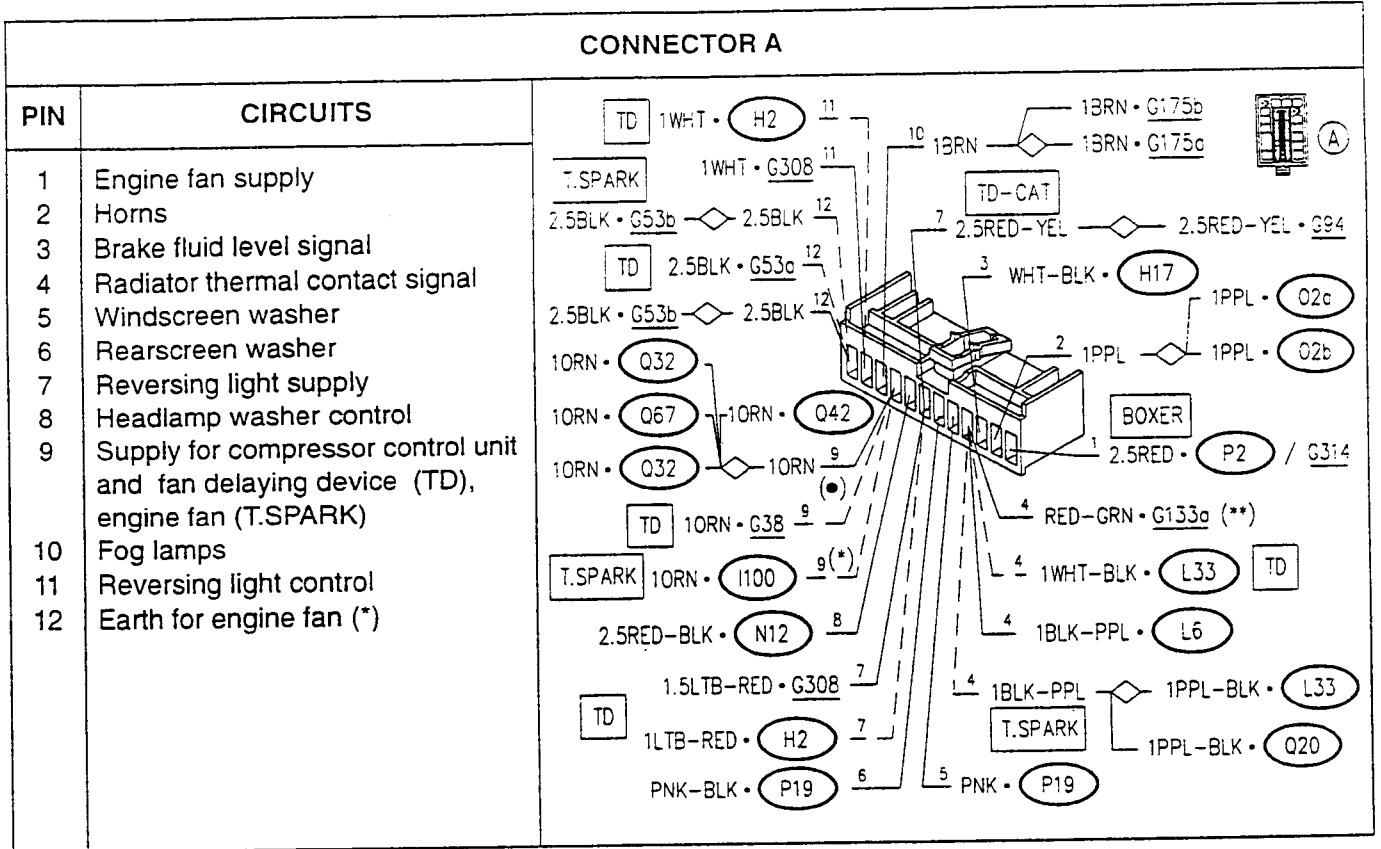 CONNECTOR A
PIN CIRCUITS
1 Engine fan supply
2 Horns
3 Brake fluid level signal
4 Radiator thermal contact signal
5 Windscreen washer
6 Rearscreen washer
7 Reversing light supply
8 Headlamp washer control
9 Supply for compressor control unit
and fan delaying device (TD),
engine fan (T.SPARK)
10 Fog lamps
11 Reversing light control
12 Earth for engine fan (*)
TD 1WHT • H2 11
T.SPARK 1WHT • G308 11
2.5BLK • G53b 2.5BLK 12
TD 2.5BLK • G53a 12
2.5BLK • G53b 2.5BLK 12
1ORN • Q32
1ORN • Q67 1ORN • Q42
1ORN • Q32 1ORN 9
(●)
TD 1ORN • G38 9
T.SPARK 1ORN • I100 9(*)
2.5RED-BLK • N12 8
1.5LTB-RED • G308 7
TD
1LTB-RED • H2 7
PNK-BLK • P19 6
1BRN • G175b
10 1BRN 1BRN • G175a
A
TD-CAT
7 2.5RED-YEL 2.5RED-YEL • G94
3 WHT-BLK • H17
1PPL • O2a
2 1PPL 1PPL • O2b
BOXER
1 2.5RED • P2 / G314
4 RED-GRN • G133a (**)
4 1WHT-BLK • L33 TD
4 1BLK-PPL • L6
4 1BLK-PPL 1PPL-BLK • L33
T.SPARK
1PPL-BLK • Q20
5 PNK • P19